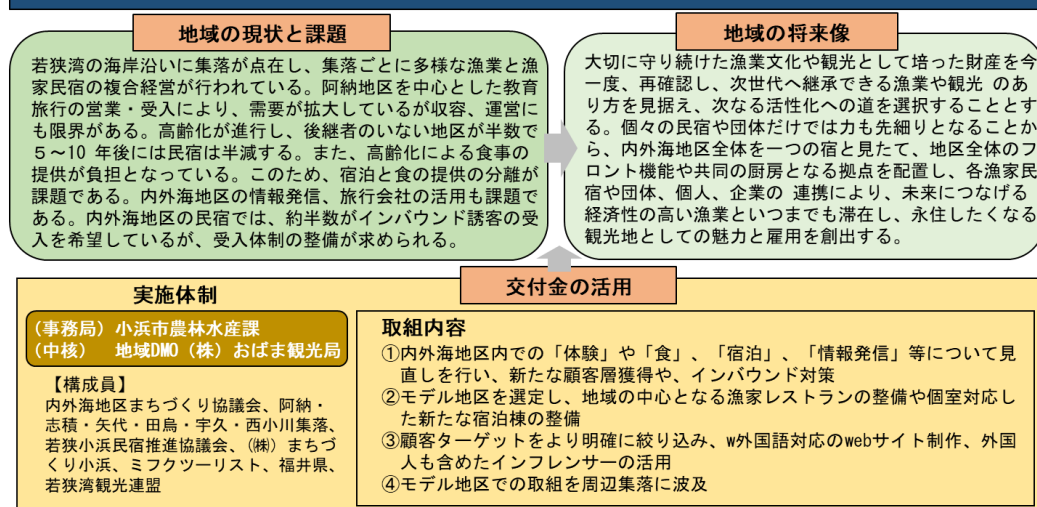 地域の現状と課題
若狭湾の海岸沿いに集落が点在し、集落ごとに多様な漁業と漁
家民宿の複合経営が行われている。阿納地区を中心とした教育
旅行の営業・受入により、需要が拡大しているが収容、運営に
も限界がある。高齢化が進行し、後継者のいない地区が半数で
５～10 年後には民宿は半減する。また、高齢化による食事の
提供が負担となっている。このため、宿泊と食の提供の分離が
課題である。内外海地区の情報発信、旅行会社の活用も課題で
ある。内外海地区の民宿では、約半数がインバウンド誘客の受
入を希望しているが、受入体制の整備が求められる。
地域の将来像
大切に守り続けた漁業文化や観光として培った財産を今
一度、再確認し、次世代へ継承できる漁業や観光 のあ
り方を見据え、次なる活性化への道を選択することとす
る。個々の民宿や団体だけでは力も先細りとなることか
ら、内外海地区全体を一つの宿と見たて、地区全体のフ
ロント機能や共同の厨房となる拠点を配置し、各漁家民
宿や団体、個人、企業の 連携により、未来につなげる
経済性の高い漁業といつまでも滞在し、永住したくなる
観光地としての魅力と雇用を創出する。
交付金の活用
実施体制
（事務局）小浜市農林水産課
（中核） 地域DMO（株）おばま観光局
【構成員】
内外海地区まちづくり協議会、阿納・
志積・矢代・田烏・宇久・西小川集落、
若狭小浜民宿推進協議会、（株）まちづ
くり小浜、ミフクツーリスト、福井県、
若狭湾観光連盟
取組内容
①内外海地区内での「体験」や「食」、「宿泊」、「情報発信」等について見
直しを行い、新たな顧客層獲得や、インバウンド対策
②モデル地区を選定し、地域の中心となる漁家レストランの整備や個室対応し
た新たな宿泊棟の整備
③顧客ターゲットをより明確に絞り込み、w外国語対応のwebサイト制作、外国
人も含めたインフレンサーの活用
④モデル地区での取組を周辺集落に波及